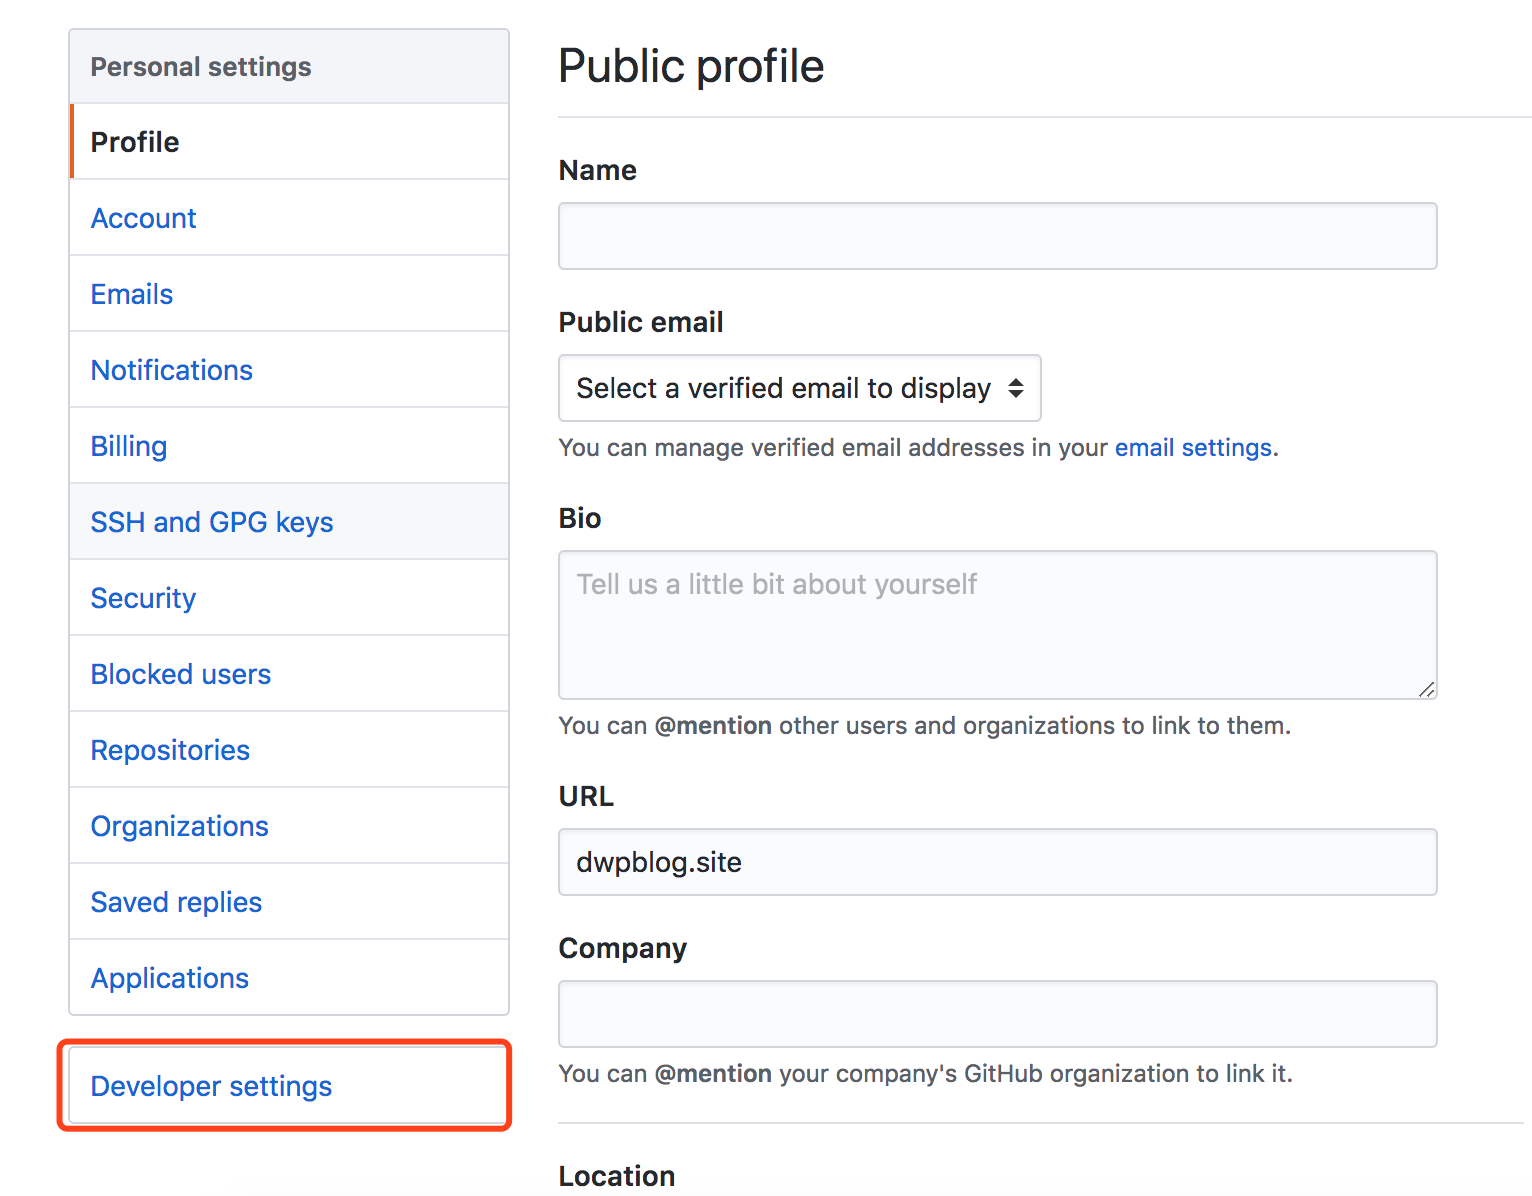 Personal settings
Profile
Account
Emails
Notifications
Billing
SSH and GPG keys
Security
Blocked users
Repositories
Organizations
Saved replies
Applications
Developer settings
Public profile
Name
Public email
Select a verified email to display
You can manage verified email addresses in your email settings.
Bio
Tell us a little bit about yourself
You can @mention other users and organizations to link to them.
URL
dwpblog.site
Company
You can @mention your company's GitHub organization to link it.
Location